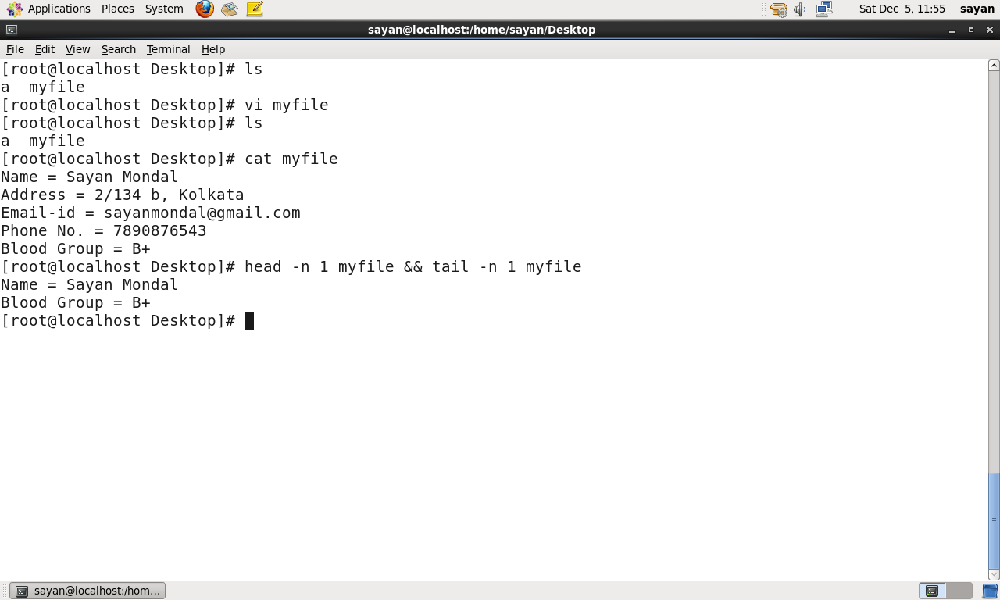 Applications Places System Sat Dec 5, 11:55 sayan
sayan@localhost:/home/sayan/Desktop
File Edit View Search Terminal Help
[root@localhost Desktop]# ls
a  myfile
[root@localhost Desktop]# vi myfile
[root@localhost Desktop]# ls
a  myfile
[root@localhost Desktop]# cat myfile
Name = Sayan Mondal
Address = 2/134 b, Kolkata
Email-id = sayanmondal@gmail.com
Phone No. = 7890876543
Blood Group = B+
[root@localhost Desktop]# head -n 1 myfile && tail -n 1 myfile
Name = Sayan Mondal
Blood Group = B+
[root@localhost Desktop]#
sayan@localhost:/hom...